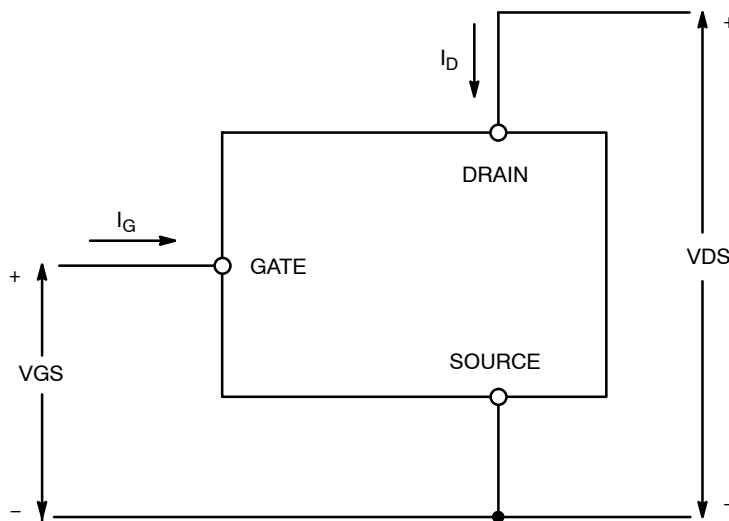 +
I_D
DRAIN
I_G
GATE
+
VDS
SOURCE
VGS
−
−